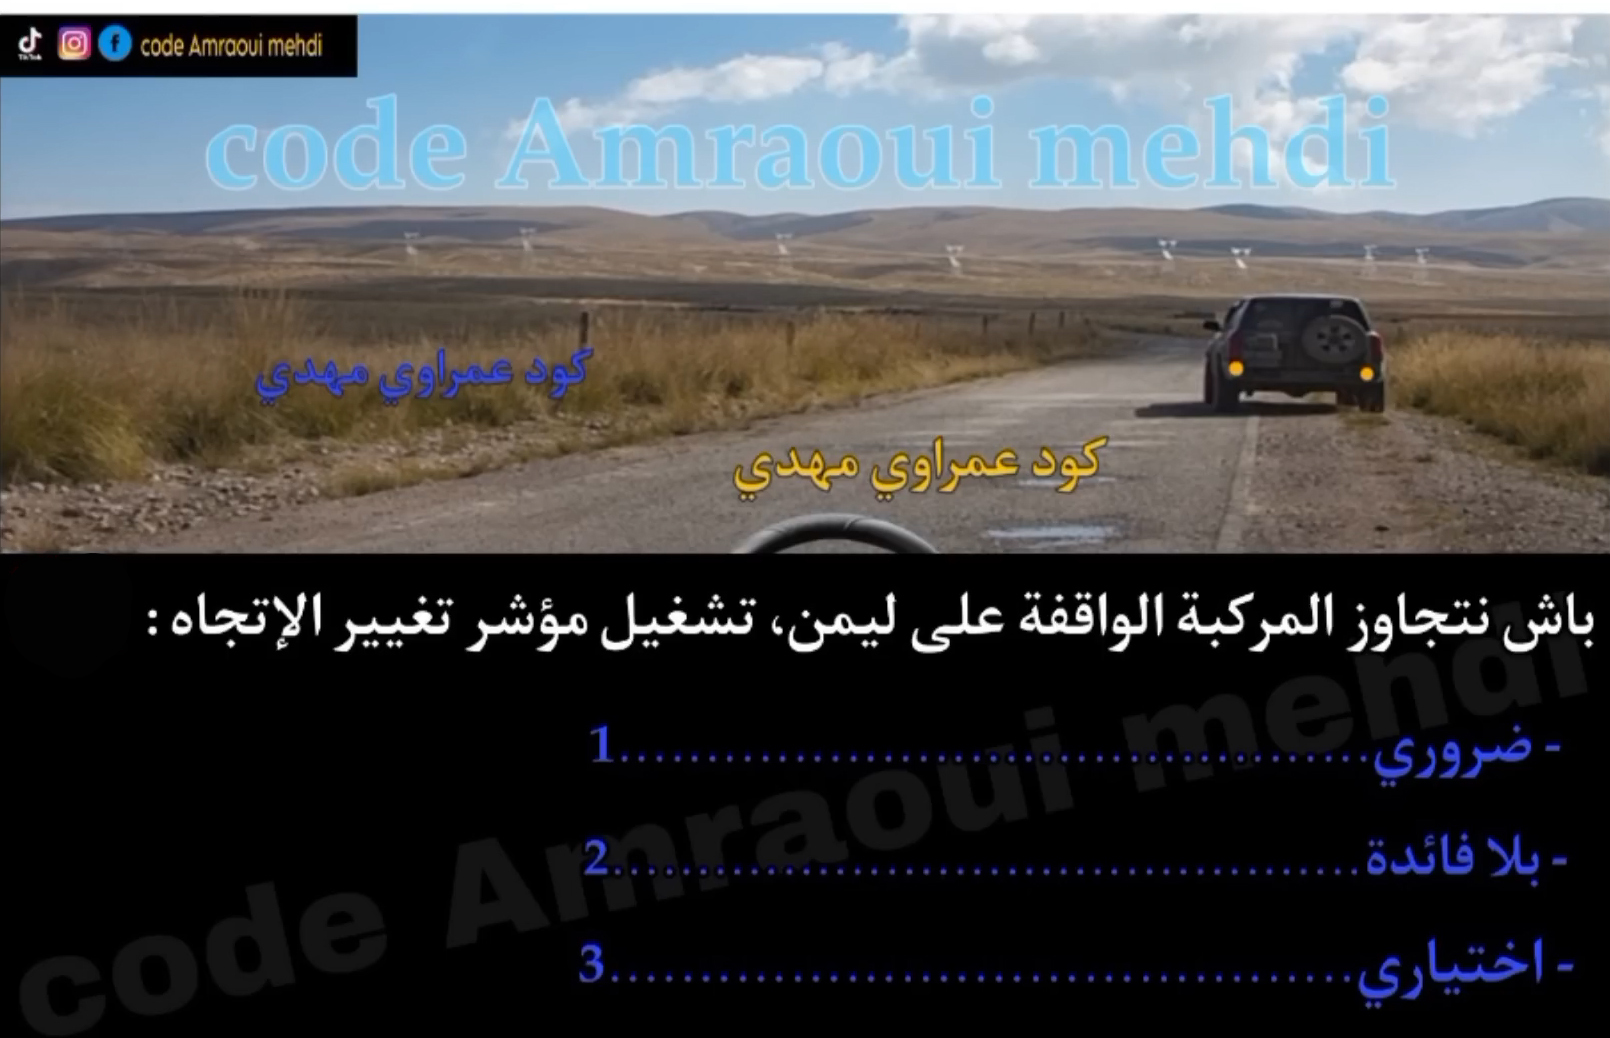 code Amraoui mehdi
code Amraoui mehdi
كود عمراوي مهدي
كود عمراوي مهدي
باش نتجاوز المركبة الواقفة على ليمن، تشغيل مؤشر تغيير الإتجاه :
- ضروري.......................................1
- بلا فائدة.......................................2
- اختياري.......................................3
code Amraoui mehdi